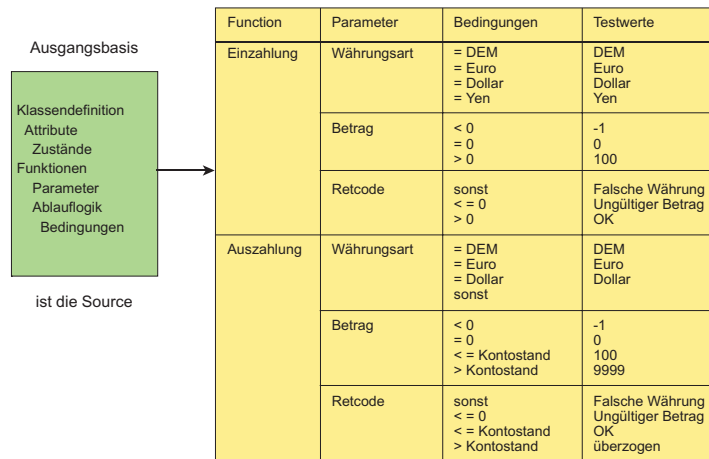 Ausgangsbasis
Klassendefinition
Attribute
Zustände
Funktionen
Parameter
Ablauflogik
Bedingungen
ist die Source
Function Parameter Bedingungen Testwerte
Einzahlung Währungsart = DEM DEM
= Euro Euro
= Dollar Dollar
= Yen Yen
Betrag < 0 -1
= 0 0
> 0 100
Retcode sonst Falsche Währung
< = 0 Ungültiger Betrag
> 0 OK
Auszahlung Währungsart = DEM DEM
= Euro Euro
= Dollar Dollar
sonst
Betrag < 0 -1
= 0 0
< = Kontostand 100
> Kontostand 9999
Retcode sonst Falsche Währung
< = 0 Ungültiger Betrag
< = Kontostand OK
> Kontostand überzogen